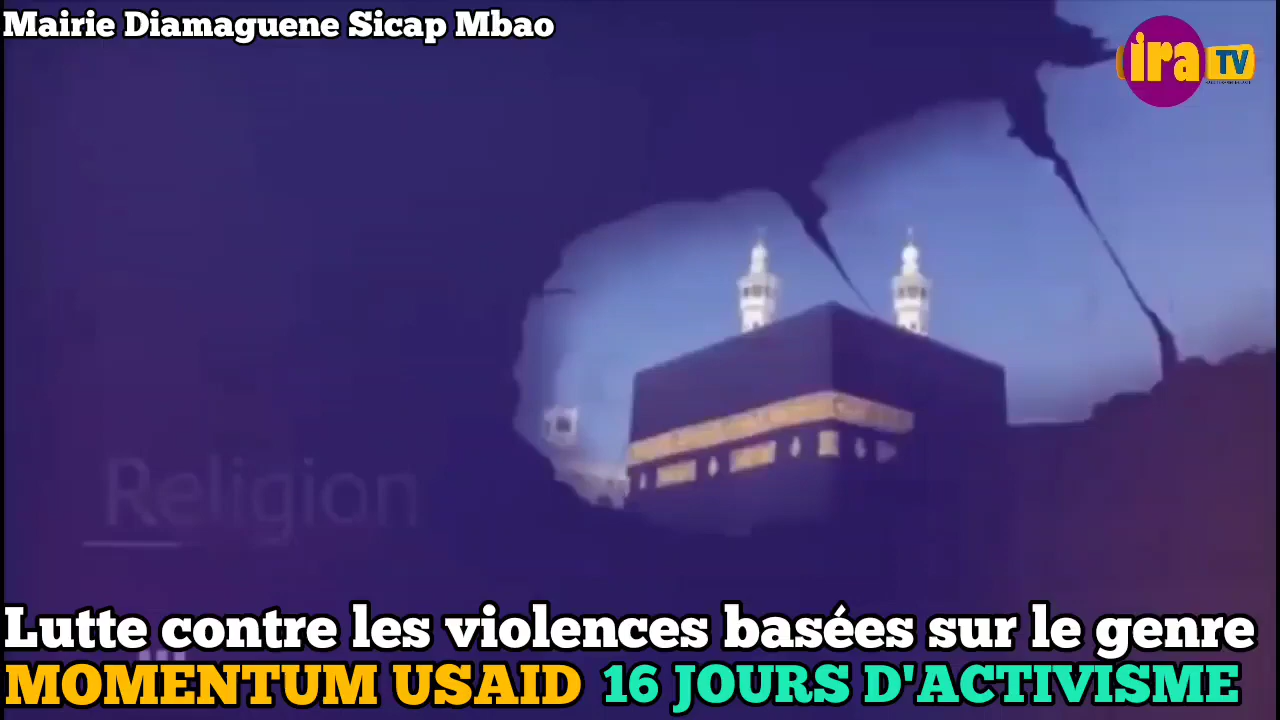 Mairie Diamaguene Sicap Mbao
ira TV
Religion
Lutte contre les violences basées sur le genre
MOMENTUM USAID 16 JOURS D'ACTIVISME